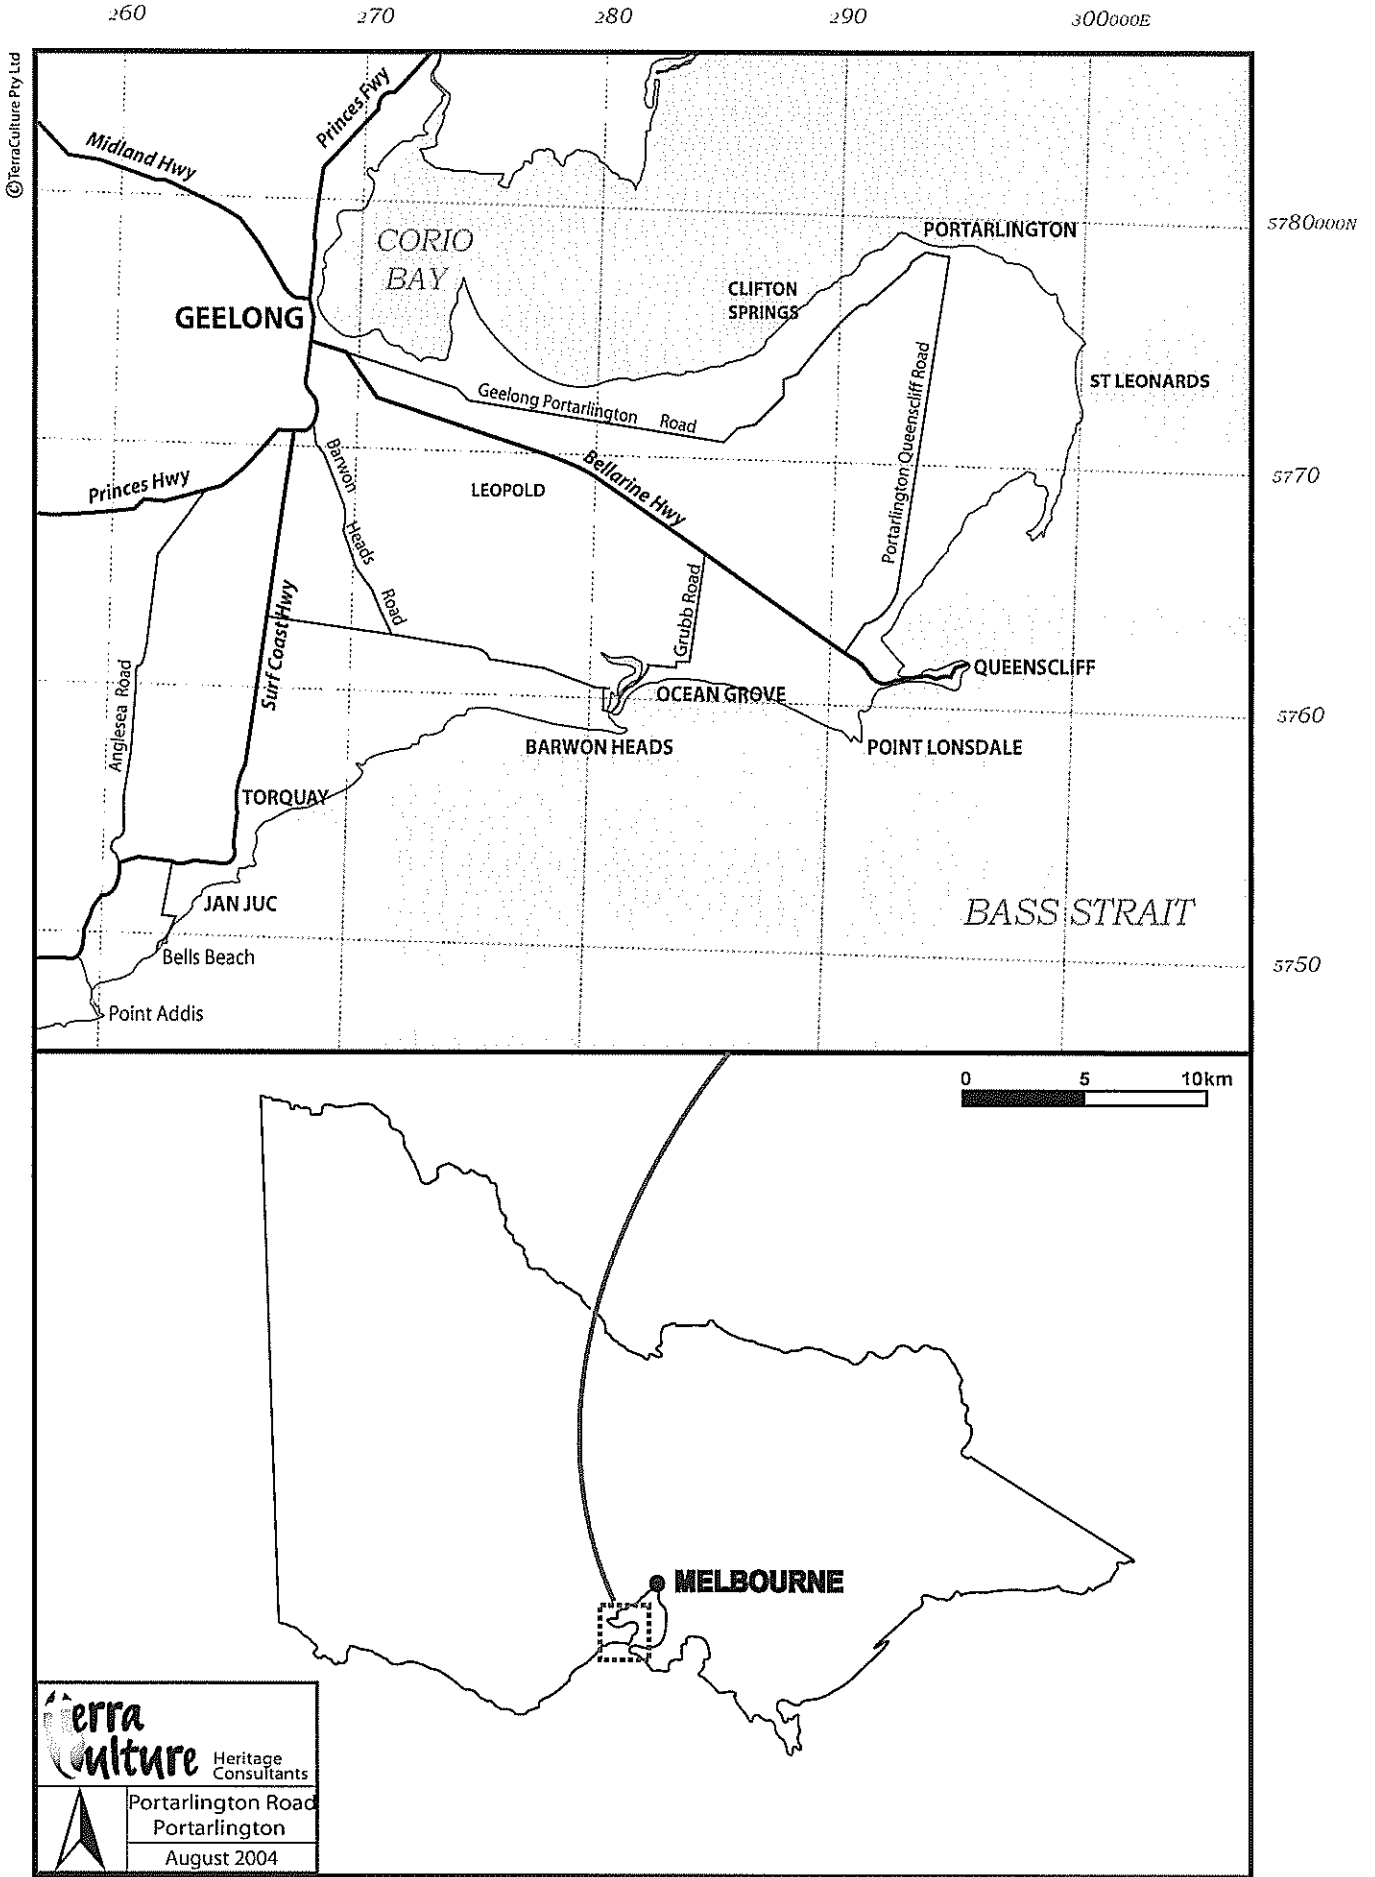 260
270
280
290
300000E
©TerraCulture Pty Ltd
Princes Fwy
Midland Hwy
5780000N
CORIO
BAY
PORTARLINGTON
CLIFTON
SPRINGS
GEELONG
ST LEONARDS
Geelong Portarlington Road
Portarlington Queenscliff Road
Barwon Heads Road
Bellarine Hwy
5770
Princes Hwy
LEOPOLD
Grubb Road
Surf Coast Hwy
Anglesea Road
QUEENSCLIFF
OCEAN GROVE
5760
BARWON HEADS
POINT LONSDALE
TORQUAY
JAN JUC
BASS STRAIT
Bells Beach
5750
Point Addis
0 5 10km
MELBOURNE
Terra
Culture Heritage
Consultants
Portarlington Road
Portarlington
August 2004